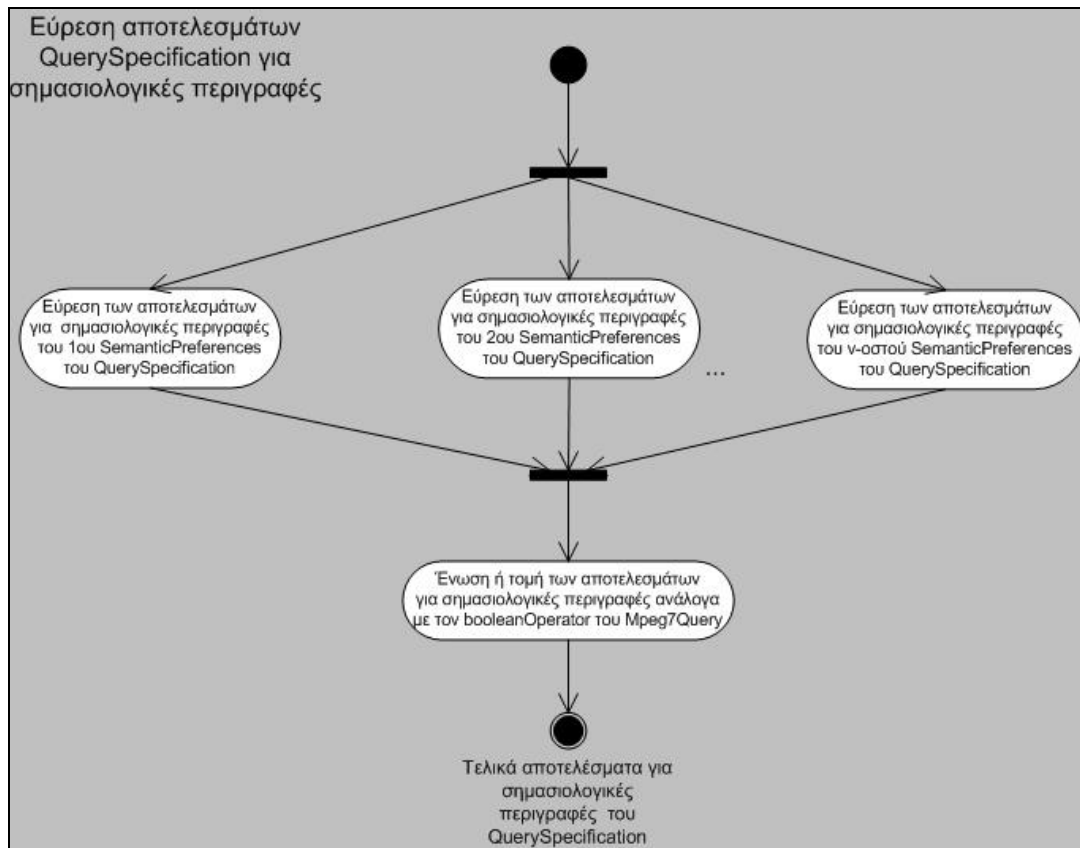 Εύρεση αποτελεσμάτων
QuerySpecification για
σημασιολογικές περιγραφές
Εύρεση των αποτελεσμάτων
για σημασιολογικές περιγραφές
του 1ου SemanticPreferences
του QuerySpecification
Εύρεση των αποτελεσμάτων
για σημασιολογικές περιγραφές
του 2ου SemanticPreferences
του QuerySpecification
...
Εύρεση των αποτελεσμάτων
για σημασιολογικές περιγραφές
του ν-οστού SemanticPreferences
του QuerySpecification
Ένωση ή τομή των αποτελεσμάτων
για σημασιολογικές περιγραφές ανάλογα
με τον booleanOperator του Mpeg7Query
Τελικά αποτελέσματα για
σημασιολογικές
περιγραφές του
QuerySpecification